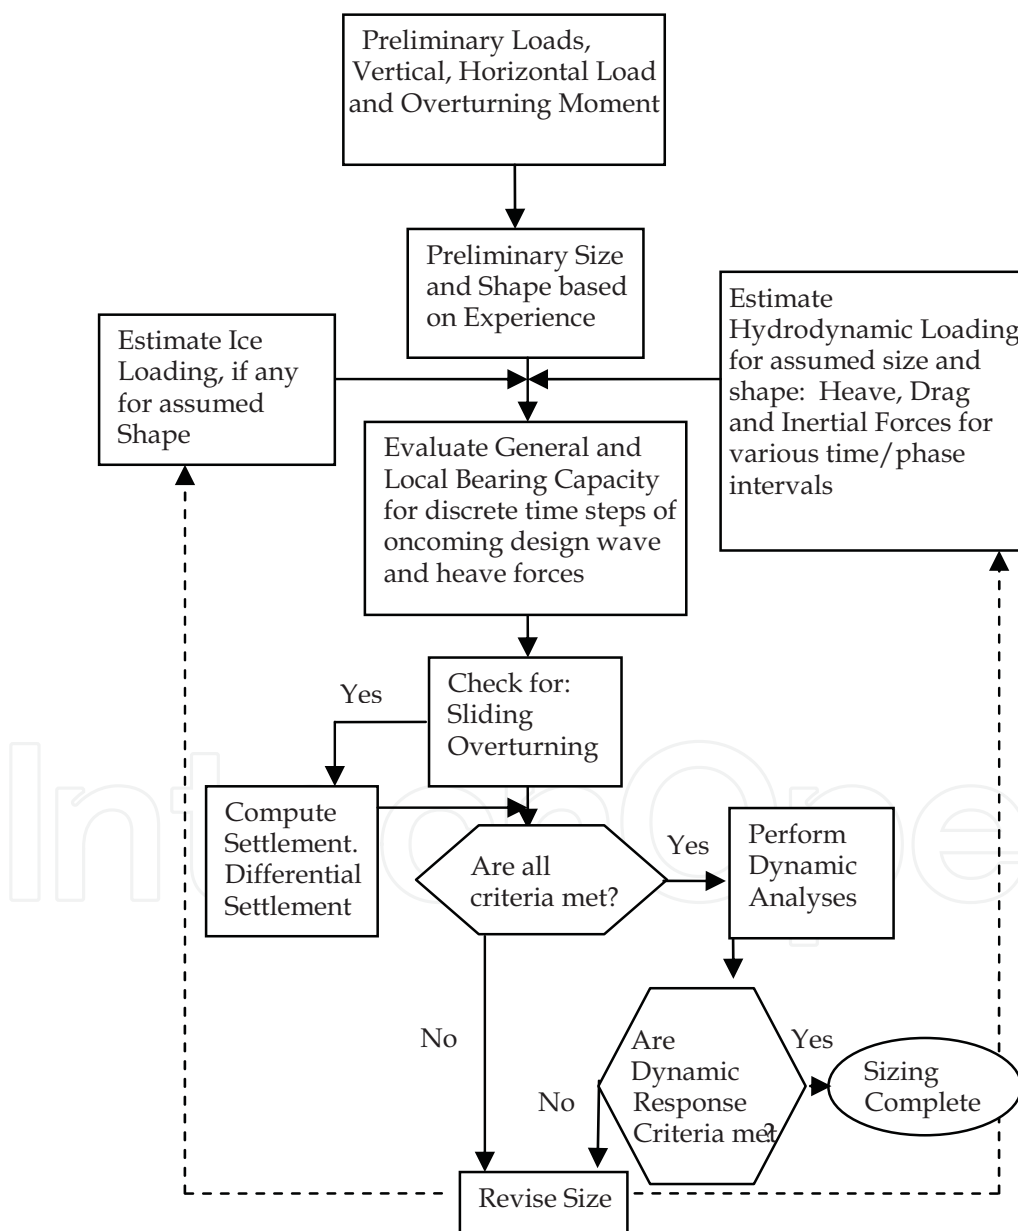 Preliminary Loads,
Vertical, Horizontal Load
and Overturning Moment
Preliminary Size
and Shape based
on Experience
Estimate Ice
Loading, if any
for assumed
Shape
Estimate
Hydrodynamic Loading
for assumed size and
shape: Heave, Drag
and Inertial Forces for
various time/phase
intervals
Evaluate General and
Local Bearing Capacity
for discrete time steps of
oncoming design wave
and heave forces
Yes
Check for:
Sliding
Overturning
Compute
Settlement.
Differential
Settlement
Are all
criteria met?
Yes
Perform
Dynamic
Analyses
No
Are
Dynamic
Response
Criteria met?
Yes
No
Sizing
Complete
Revise Size